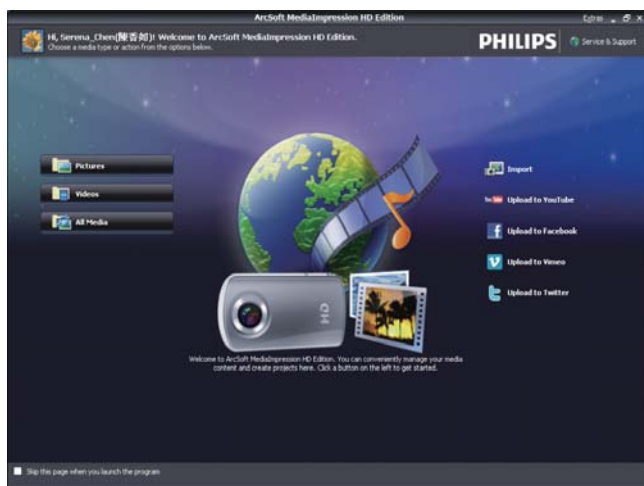 ArcSoft MediaImpression HD Edition
Extras
Hi, Serena_Chen(陳香如)! Welcome to ArcSoft MediaImpression HD Edition.
Choose a media type or action from the options below.
PHILIPS
Service & Support
Pictures
Videos
All Media
Import
You Tube Upload to YouTube
f Upload to Facebook
v Upload to Vimeo
t Upload to Twitter
HD
Welcome to ArcSoft MediaImpression HD Edition. You can conveniently manage your media
content and create projects here. Click a button on the left to get started.
Skip this page when you launch the program